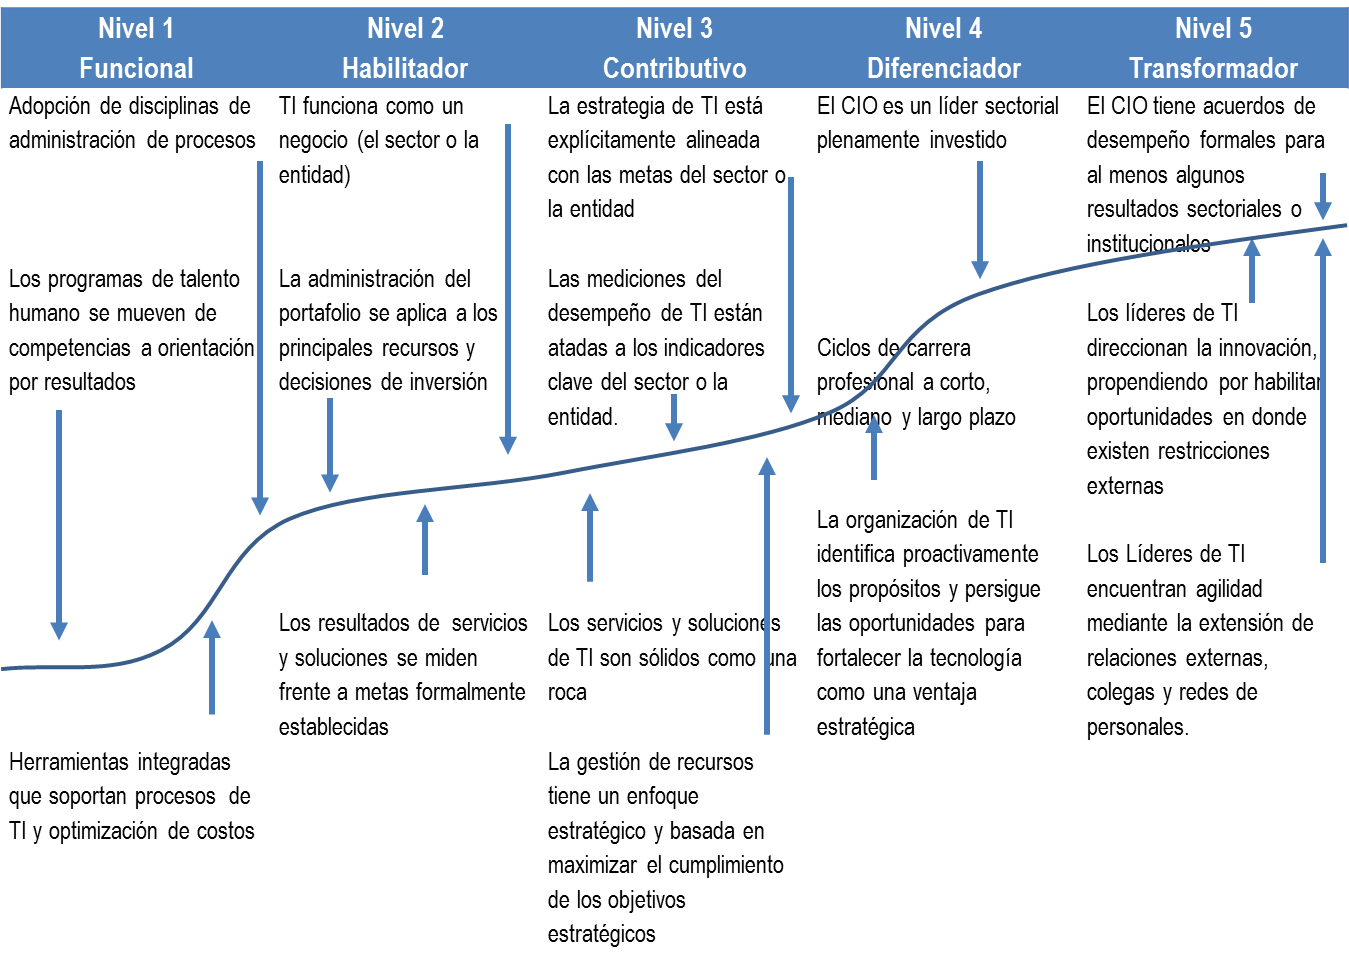 Nivel 1
Funcional
Adopción de disciplinas de
administración de procesos
Los programas de talento
humano se mueven de
competencias a orientación
por resultados
Herramientas integradas
que soportan procesos de
TI y optimización de costos
Nivel 2
Habilitador
TI funciona como un
negocio (el sector o la
entidad)
La administración del
portafolio se aplica a los
principales recursos y
decisiones de inversión
Los resultados de servicios
y soluciones se miden
frente a metas formalmente
establecidas
Nivel 3
Contributivo
La estrategia de TI está
explícitamente alineada
con las metas del sector o
la entidad
Las mediciones del
desempeño de TI están
atadas a los indicadores
clave del sector o la
entidad.
Los servicios y soluciones
de TI son sólidos como una
roca
La gestión de recursos
tiene un enfoque
estratégico y basada en
maximizar el cumplimiento
de los objetivos
estratégicos
Nivel 4
Diferenciador
El CIO es un líder sectorial
plenamente investido
Ciclos de carrera
profesional a corto,
mediano y largo plazo
La organización de TI
identifica proactivamente
los propósitos y persigue
las oportunidades para
fortalecer la tecnología
como una ventaja
estratégica
Nivel 5
Transformador
El CIO tiene acuerdos de
desempeño formales para
al menos algunos
resultados sectoriales o
institucionales
Los líderes de TI
direccionan la innovación,
propendiendo por habilitar
oportunidades en donde
existen restricciones
externas
Los Líderes de TI
encuentran agilidad
mediante la extensión de
relaciones externas,
colegas y redes de
personales.